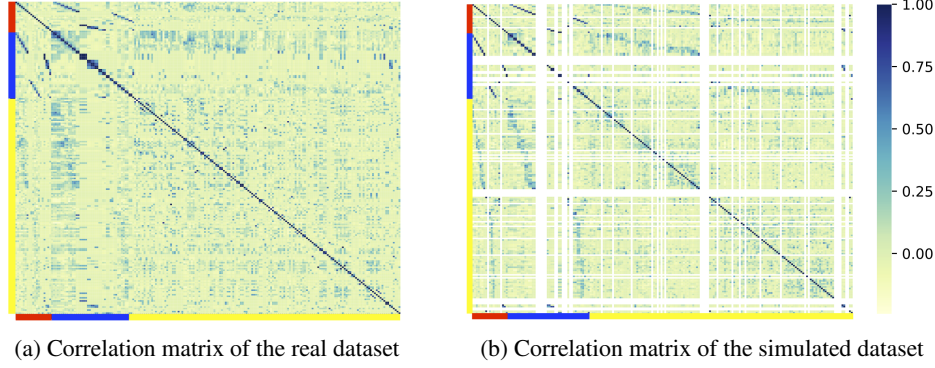 1.00
0.75
0.50
0.25
0.00
(a) Correlation matrix of the real dataset
(b) Correlation matrix of the simulated dataset